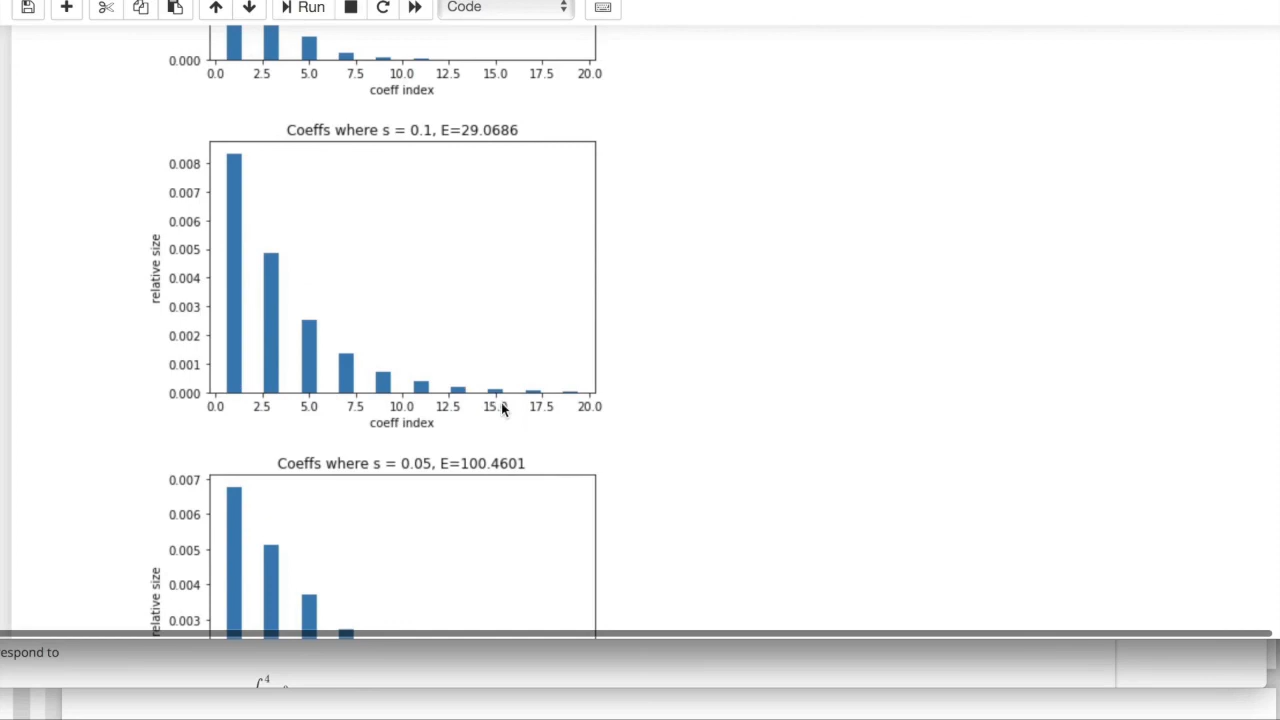 Run Code
0.000
0.0 2.5 5.0 7.5 10.0 12.5 15.0 17.5 20.0
coeff index
Coeffs where s = 0.1, E=29.0686
0.008
0.007
0.006
0.005
0.004
0.003
0.002
0.001
0.000
relative size
0.0 2.5 5.0 7.5 10.0 12.5 15.0 17.5 20.0
coeff index
Coeffs where s = 0.05, E=100.4601
0.007
0.006
0.005
0.004
0.003
relative size
espond to